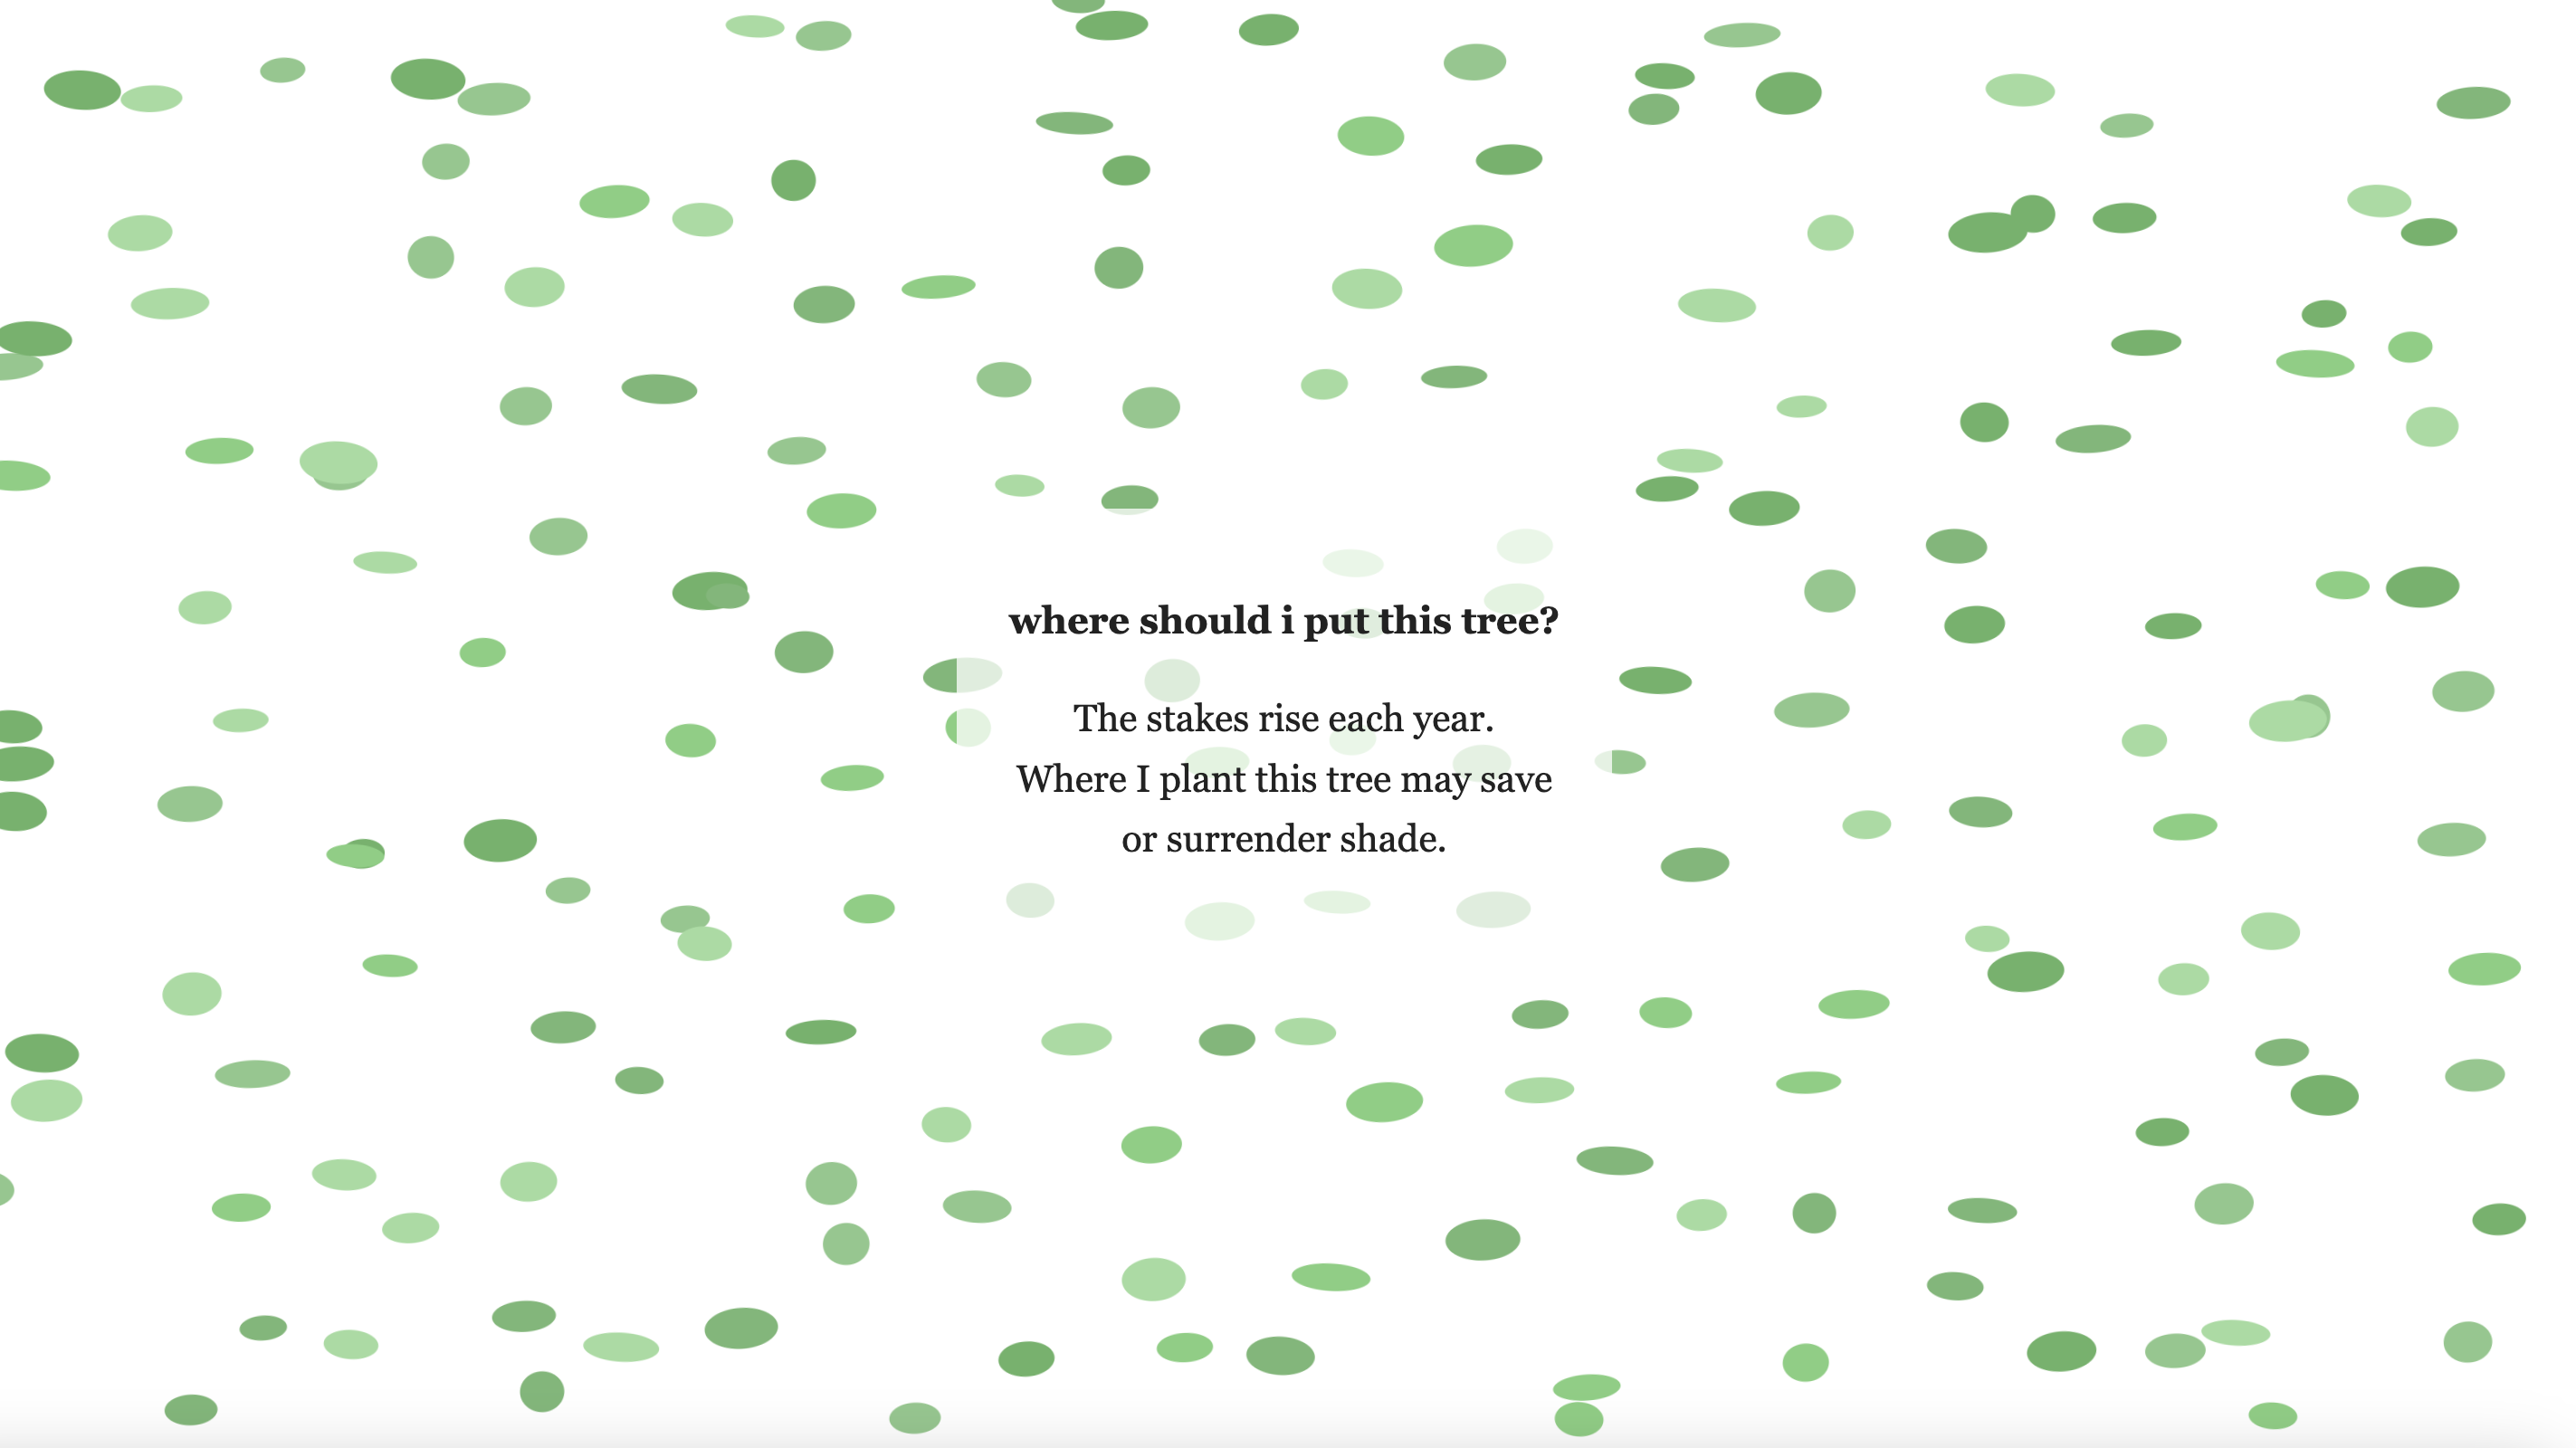 where should i put this tree?
The stakes rise each year.
Where I plant this tree may save
or surrender shade.